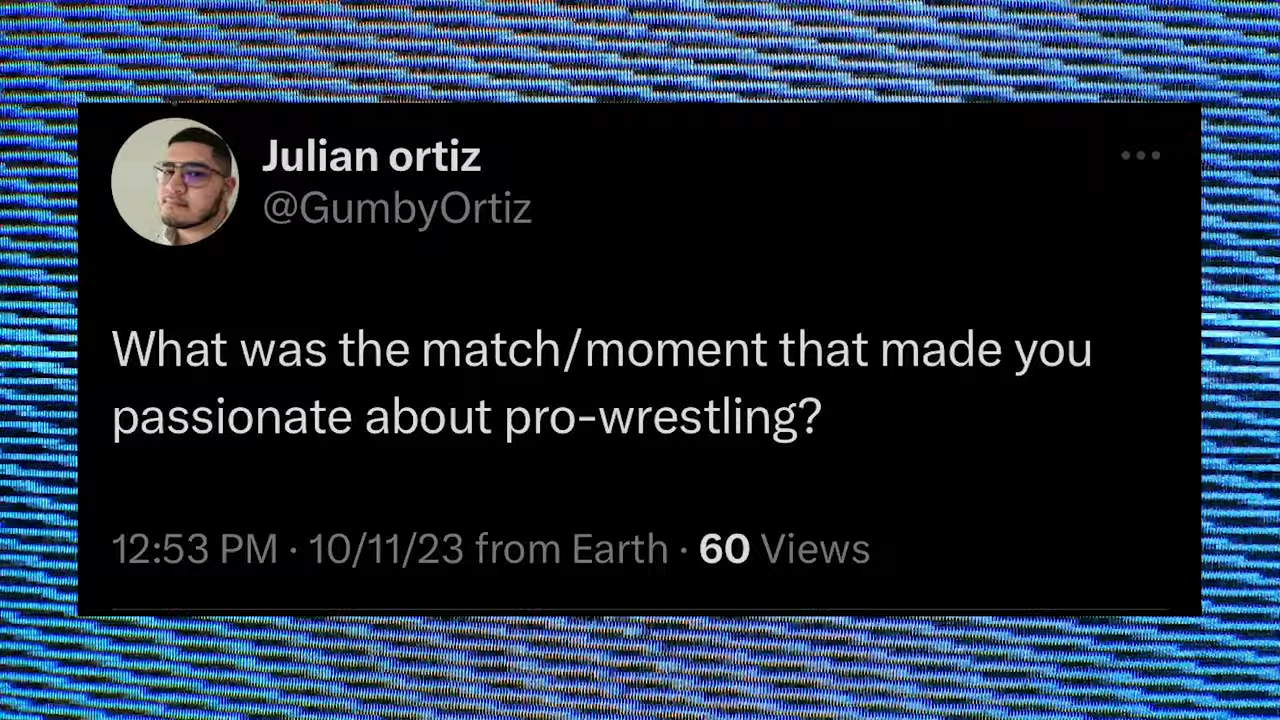 Julian ortiz
@GumbyOrtiz
What was the match/moment that made you
passionate about pro-wrestling?
12:53 PM · 10/11/23 from Earth · 60 Views